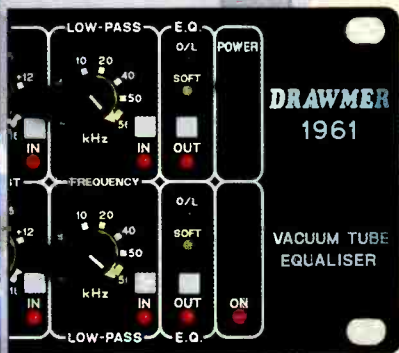 LOW-PASS E.Q.
O/L POWER
10 20
+12 40 SOFT
50
kHz
IN IN OUT
DRAWMER
1961
FREQUENCY
O/L
10 20
+12 40 SOFT
50
kHz
IN IN OUT ON
LOW-PASS E.Q.
VACUUM TUBE
EQUALISER